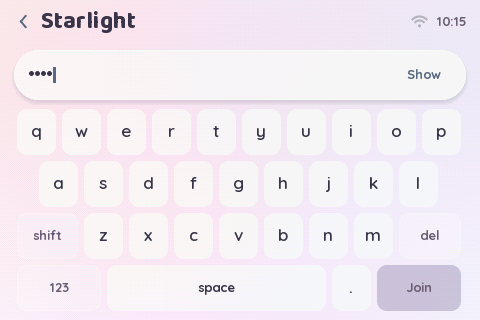 Starlight 10:15
•••• Show
q w e r t y u i o p
a s d f g h j k l
shift z x c v b n m del
123 space . Join